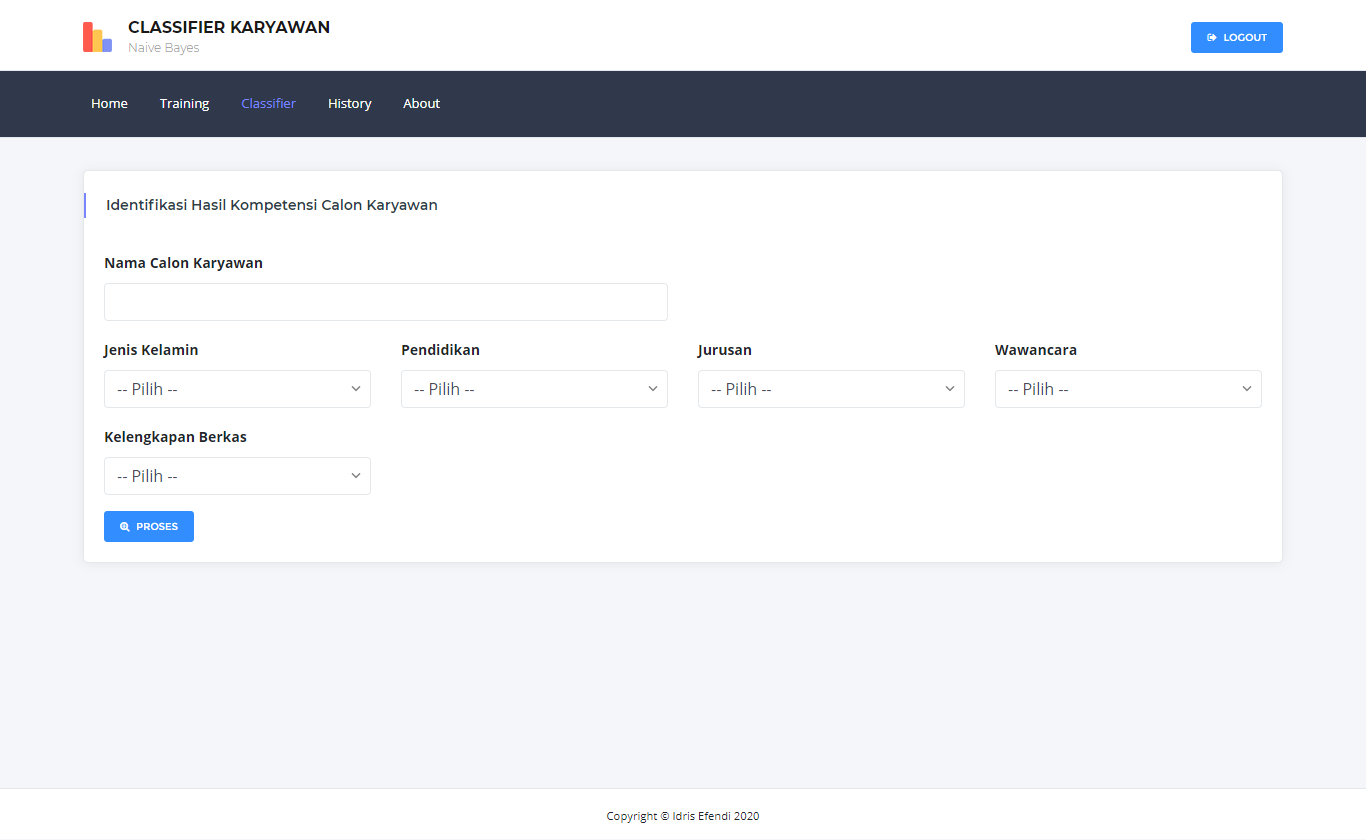 CLASSIFIER KARYAWAN
Naive Bayes
LOGOUT
Home Training Classifier History About
Identifikasi Hasil Kompetensi Calon Karyawan
Nama Calon Karyawan
Jenis Kelamin Pendidikan Jurusan Wawancara
-- Pilih -- -- Pilih -- -- Pilih -- -- Pilih --
Kelengkapan Berkas
-- Pilih --
PROSES
Copyright © Idris Efendi 2020